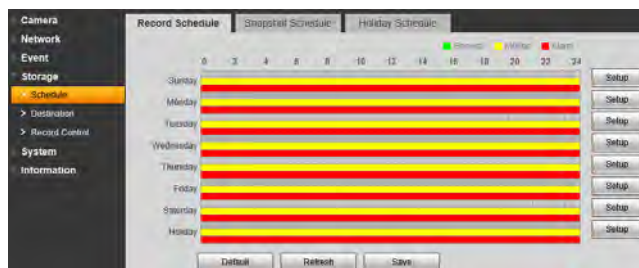 Camera
Network
Event
Storage
> Schedule
> Destination
> Record Control
System
Information
Record Schedule Snapshot Schedule Holiday Schedule
General Motion Alarm
0 2 4 6 8 10 12 14 16 18 20 22 24
Sunday Setup
Monday Setup
Tuesday Setup
Wednesday Setup
Thursday Setup
Friday Setup
Saturday Setup
Holiday Setup
Default Refresh Save